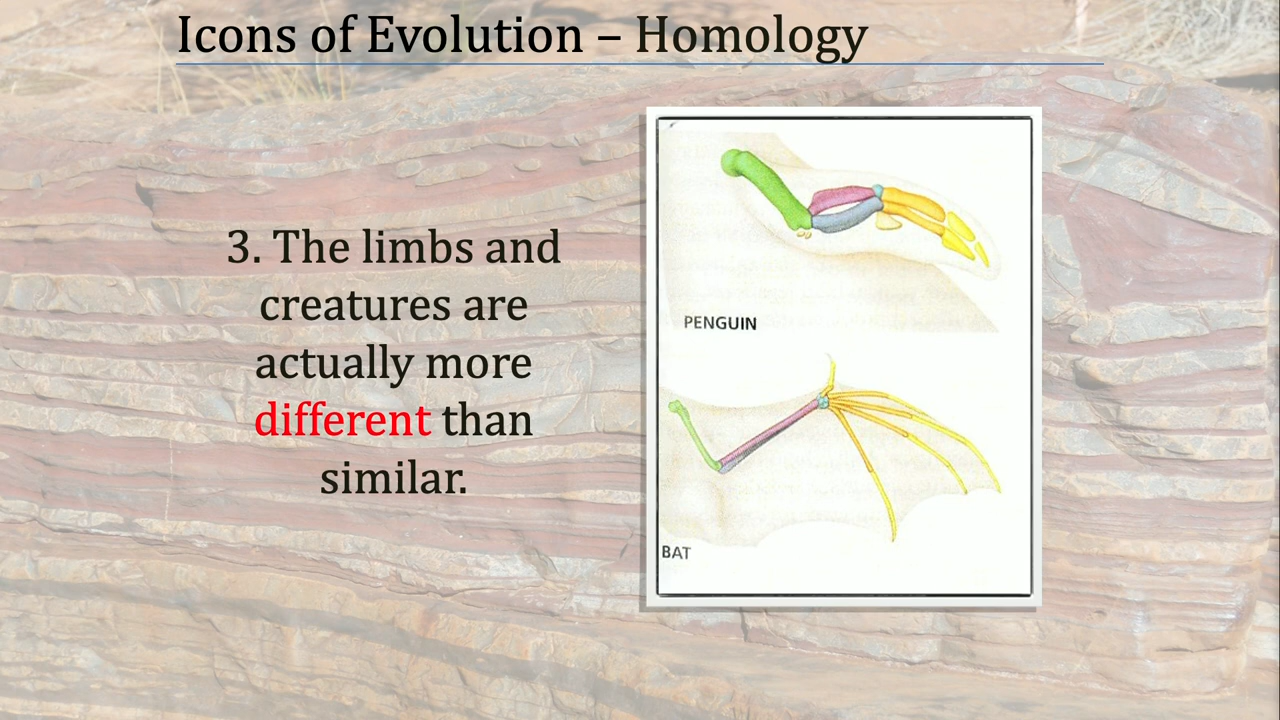 Icons of Evolution – Homology
3. The limbs and
creatures are
actually more
different than
similar.
PENGUIN
BAT